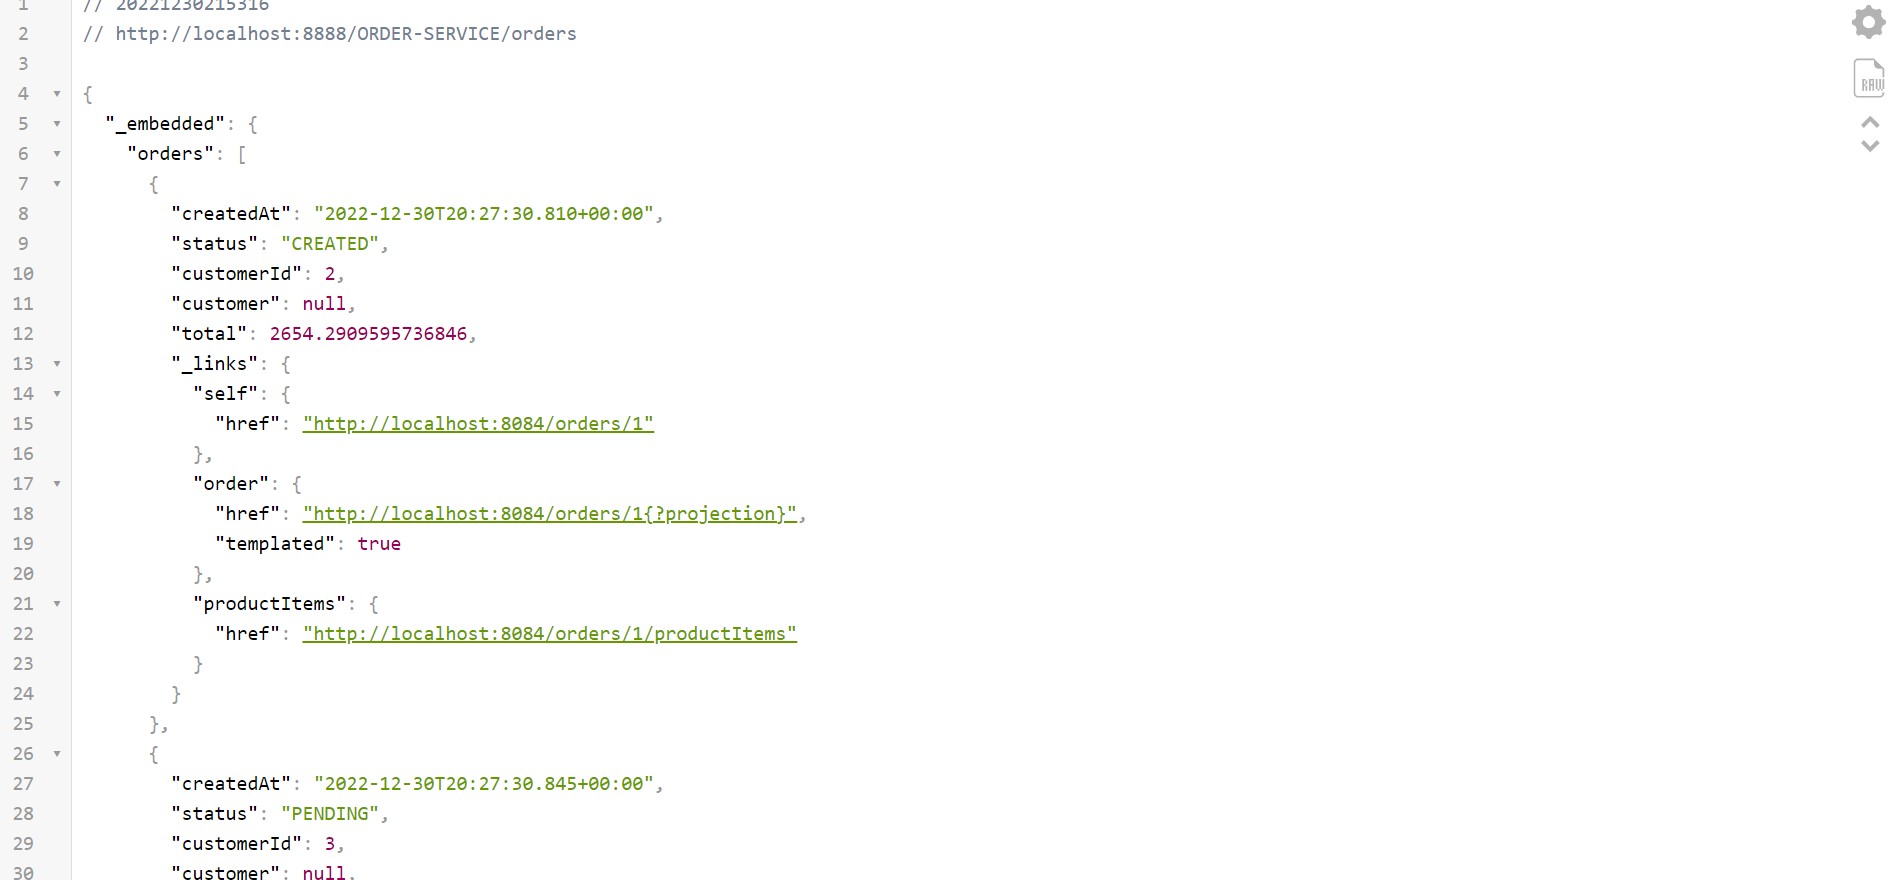 1 // 20221230215316
2 // http://localhost:8888/ORDER-SERVICE/orders
3
4 {
5 "_embedded": {
6 "orders": [
7 {
8 "createdAt": "2022-12-30T20:27:30.810+00:00",
9 "status": "CREATED",
10 "customerId": 2,
11 "customer": null,
12 "total": 2654.2909595736846,
13 "_links": {
14 "self": {
15 "href": "http://localhost:8084/orders/1"
16 },
17 "order": {
18 "href": "http://localhost:8084/orders/1{?projection}",
19 "templated": true
20 },
21 "productItems": {
22 "href": "http://localhost:8084/orders/1/productItems"
23 }
24 }
25 },
26 {
27 "createdAt": "2022-12-30T20:27:30.845+00:00",
28 "status": "PENDING",
29 "customerId": 3,
30 "customer": null,
RAW